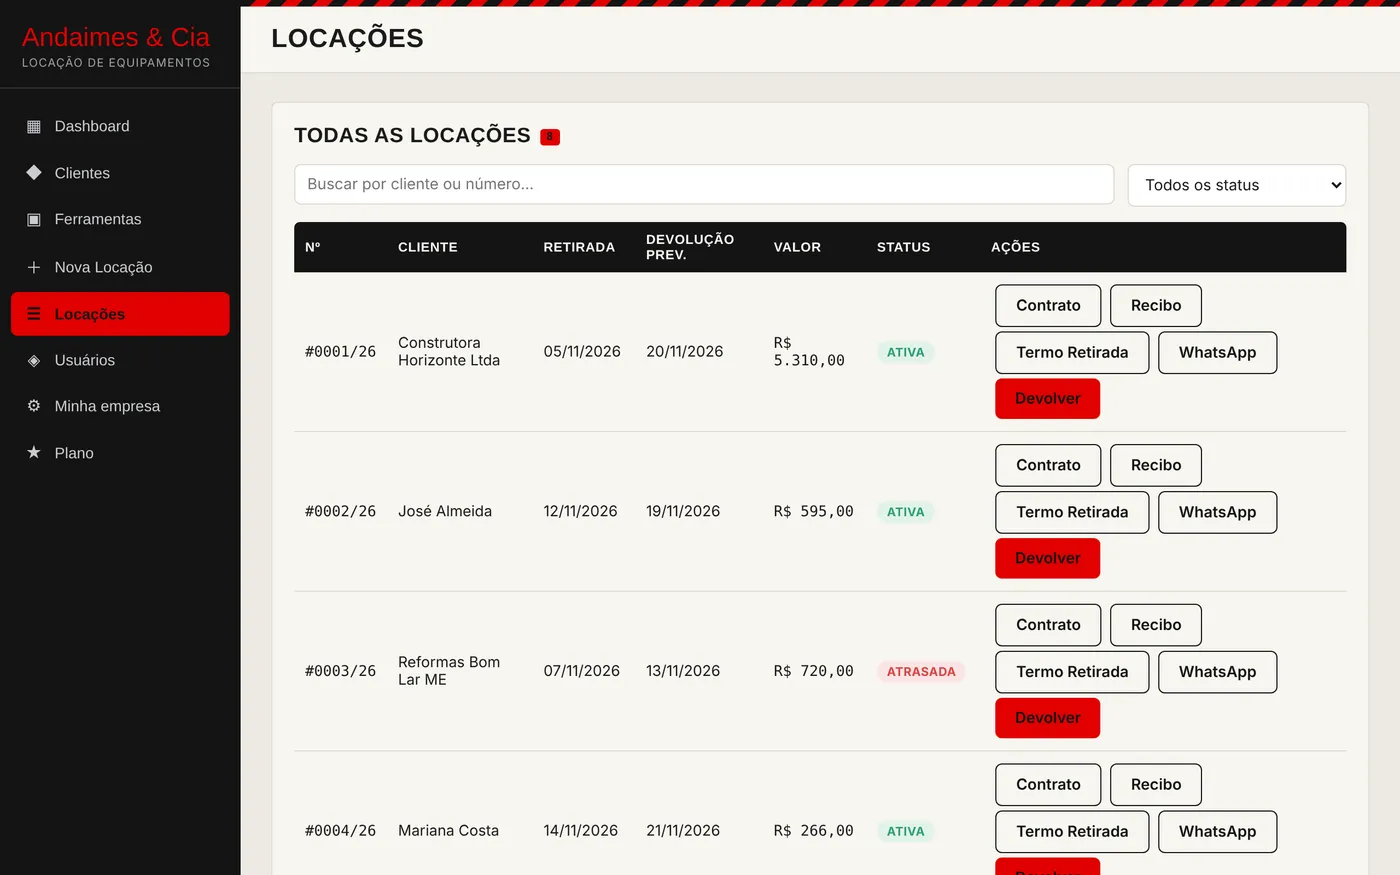 Andaimes & Cia
LOCAÇÃO DE EQUIPAMENTOS
Dashboard
Clientes
Ferramentas
Nova Locação
Locações
Usuários
Minha empresa
Plano
LOCAÇÕES
TODAS AS LOCAÇÕES 8
Buscar por cliente ou número...
Todos os status
Nº CLIENTE RETIRADA DEVOLUÇÃO PREV. VALOR STATUS AÇÕES
#0001/26 Construtora Horizonte Ltda 05/11/2026 20/11/2026 R$ 5.310,00 ATIVA
Contrato Recibo
Termo Retirada WhatsApp
Devolver
#0002/26 José Almeida 12/11/2026 19/11/2026 R$ 595,00 ATIVA
Contrato Recibo
Termo Retirada WhatsApp
Devolver
#0003/26 Reformas Bom Lar ME 07/11/2026 13/11/2026 R$ 720,00 ATRASADA
Contrato Recibo
Termo Retirada WhatsApp
Devolver
#0004/26 Mariana Costa 14/11/2026 21/11/2026 R$ 266,00 ATIVA
Contrato Recibo
Termo Retirada WhatsApp
Devolver